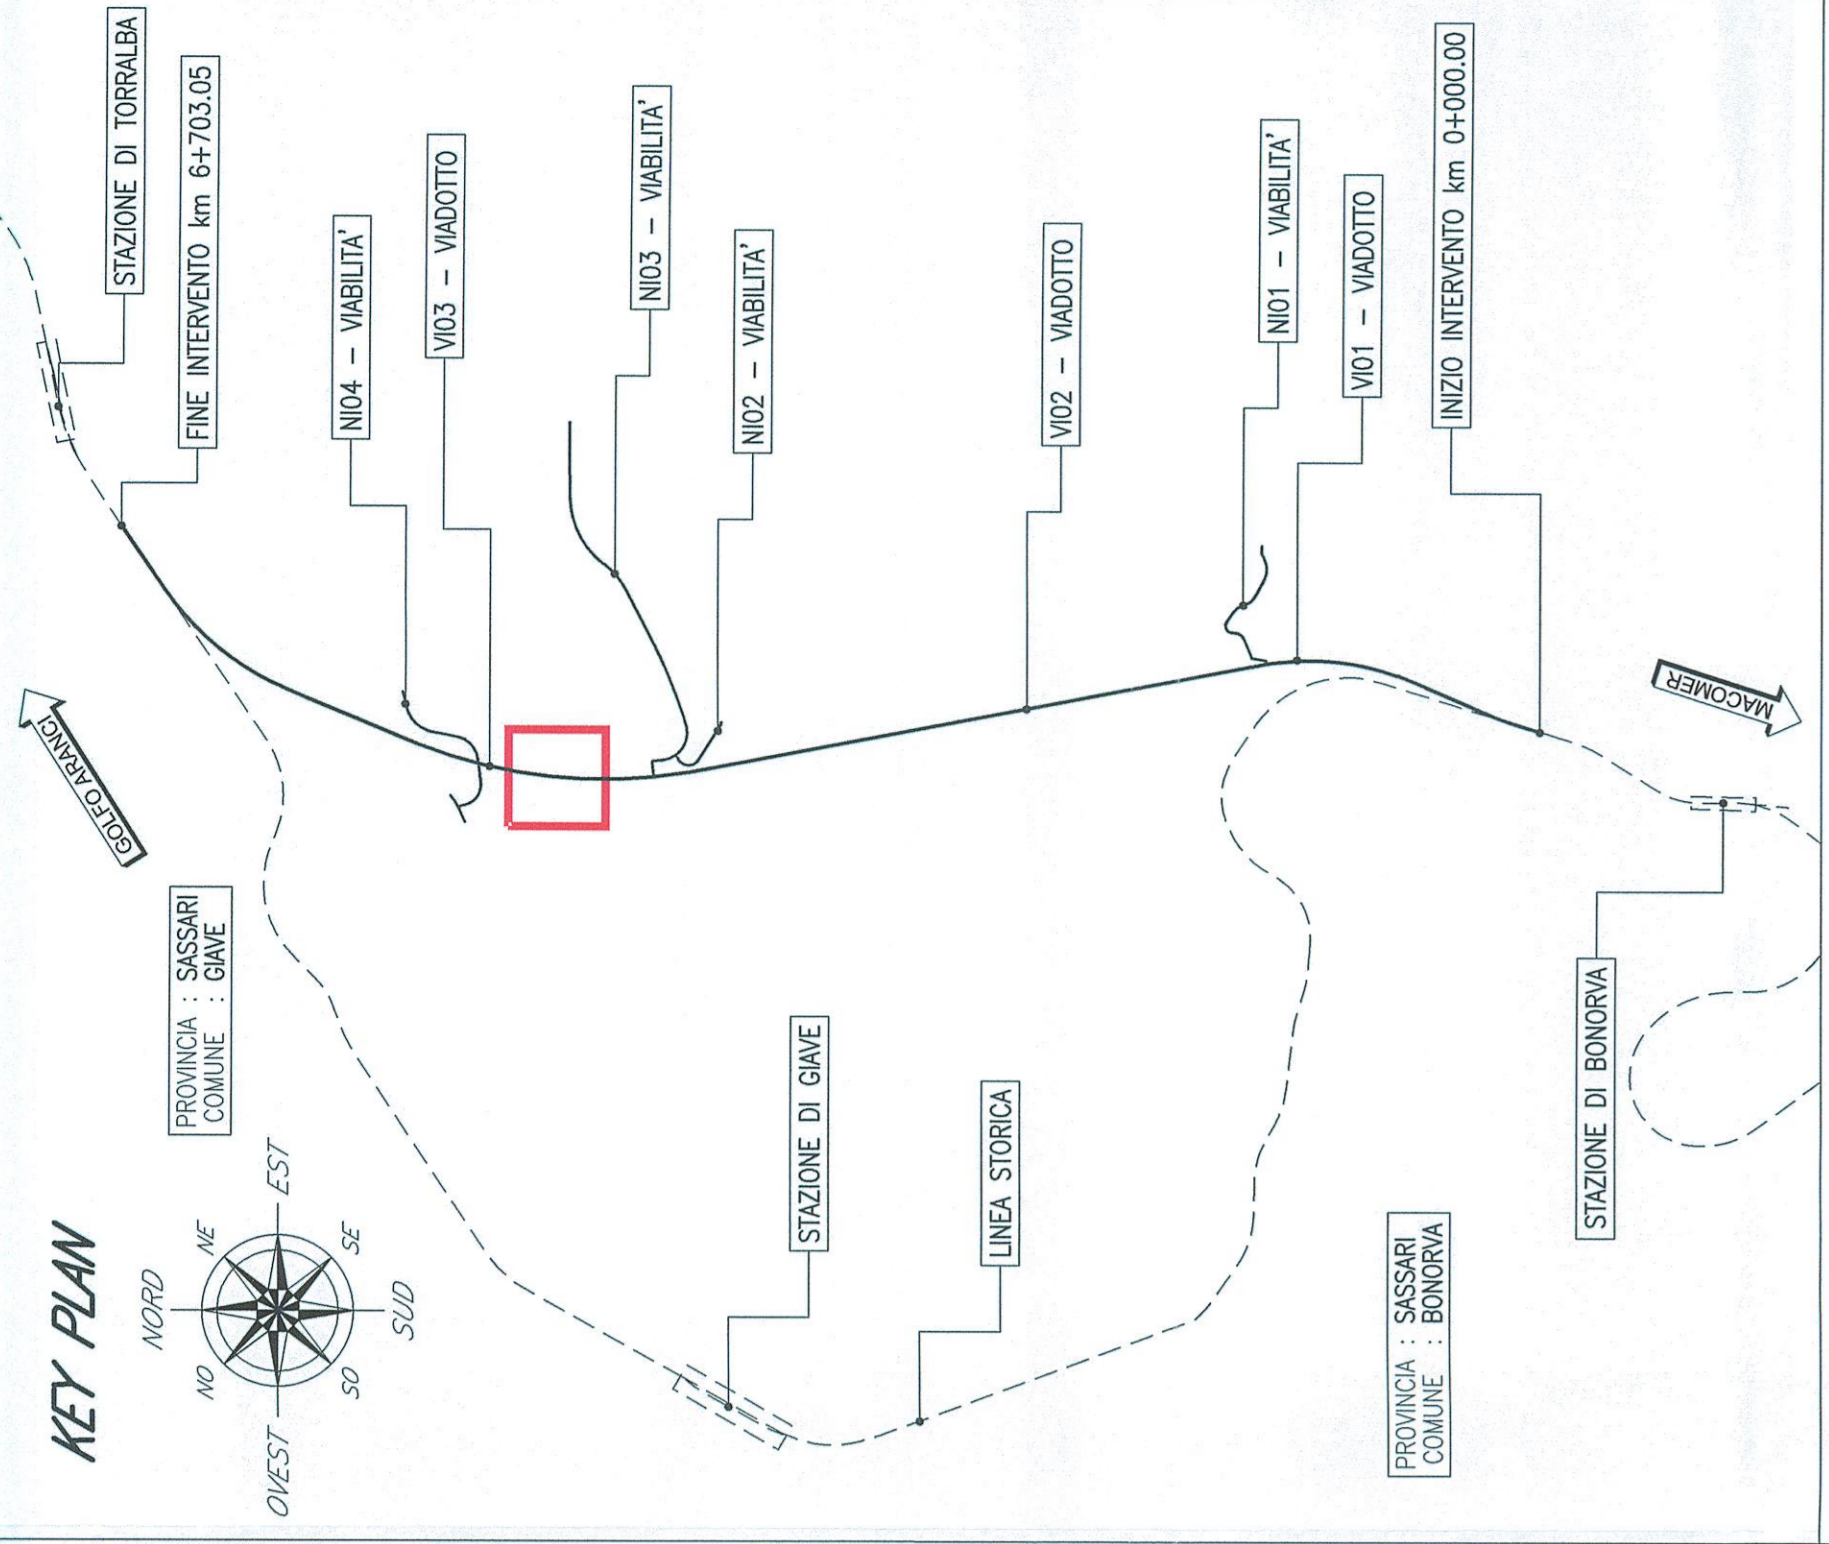 KEY PLAN
NORD
NO
NE
OVEST
EST
SO
SE
SUD
PROVINCIA : SASSARI
COMUNE : GIAVE
GOLFO ARANCI
STAZIONE DI TORRALBA
FINE INTERVENTO km 6+703.05
NI04 - VIABILITA'
VI03 - VIADOTTO
NI03 - VIABILITA'
NI02 - VIABILITA'
VI02 - VIADOTTO
NI01 - VIABILITA'
VI01 - VIADOTTO
INIZIO INTERVENTO km 0+000.00
MACOMER
STAZIONE DI GIAVE
LINEA STORICA
STAZIONE DI BONORVA
PROVINCIA : SASSARI
COMUNE : BONORVA